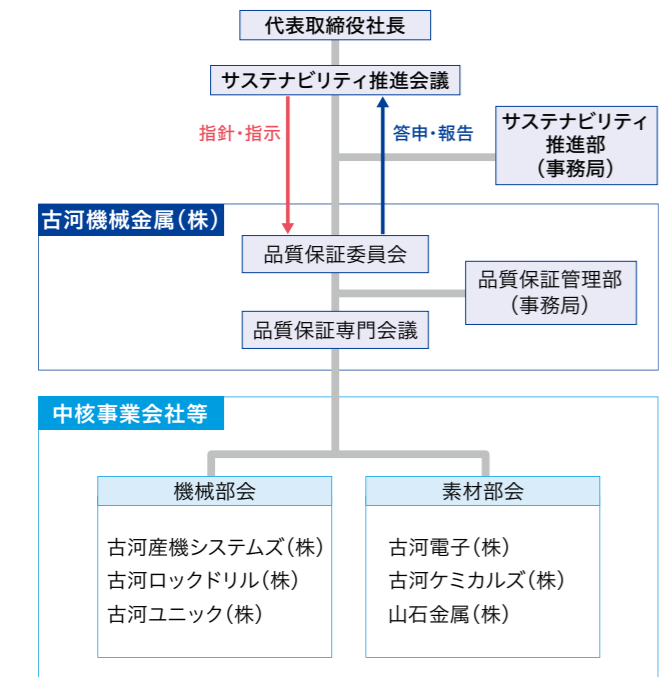 代表取締役社長
サステナビリティ推進会議
指針・指示
答申・報告
サステナビリティ
推進部
（事務局）
古河機械金属（株）
品質保証委員会
品質保証管理部
（事務局）
品質保証専門会議
中核事業会社等
機械部会
古河産機システムズ（株）
古河ロックドリル（株）
古河ユニック（株）
素材部会
古河電子（株）
古河ケミカルズ（株）
山石金属（株）